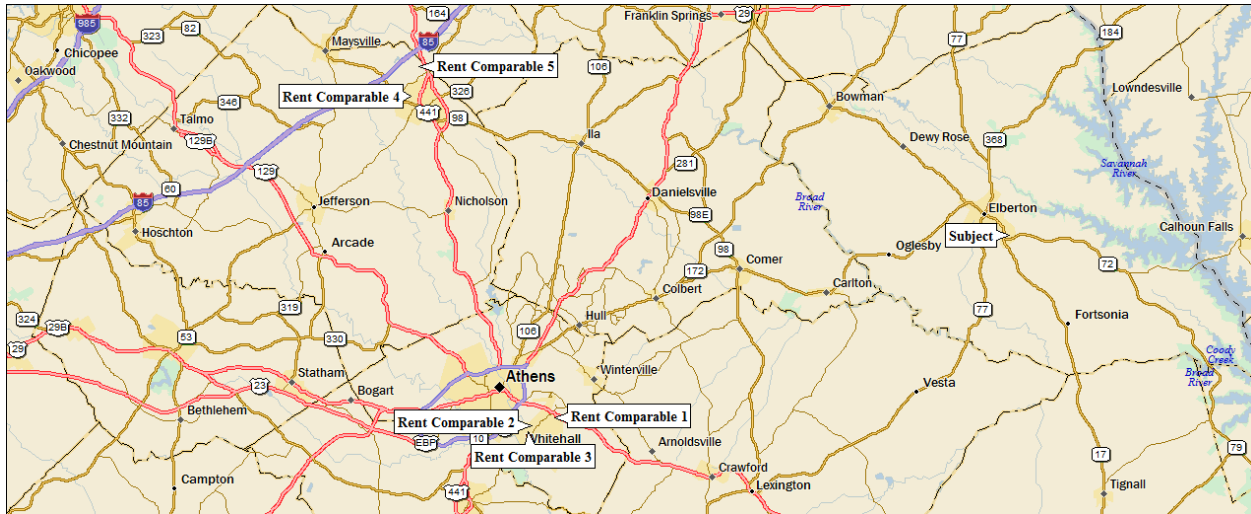 985
323
82
Maysville
164
85
Franklin Springs
29
77
184
Chicopee
Oakwood
Rent Comparable 5
Rent Comparable 4
326
106
441
98
346
332
Talmo
129B
Chestnut Mountain
Ila
Bowman
Dewy Rose
368
Lowndesville
Savannah
River
129
60
85
281
Danielsville
98E
Broad
River
Jefferson
Nicholson
Hoschton
Arcade
Elberton
Subject
Calhoun Falls
98
Comer
Oglesby
72
172
Colbert
Carlton
319
324
29B
29
53
330
106
Hull
77
Fortsonia
Coody
Creek
Broad
River
Statham
23
Bogart
Athens
Winterville
Vesta
Bethlehem
Rent Comparable 1
Rent Comparable 2
EBP
10
Whitehall
Rent Comparable 3
Arnoldsville
Crawford
17
79
Campton
441
Lexington
Tignall